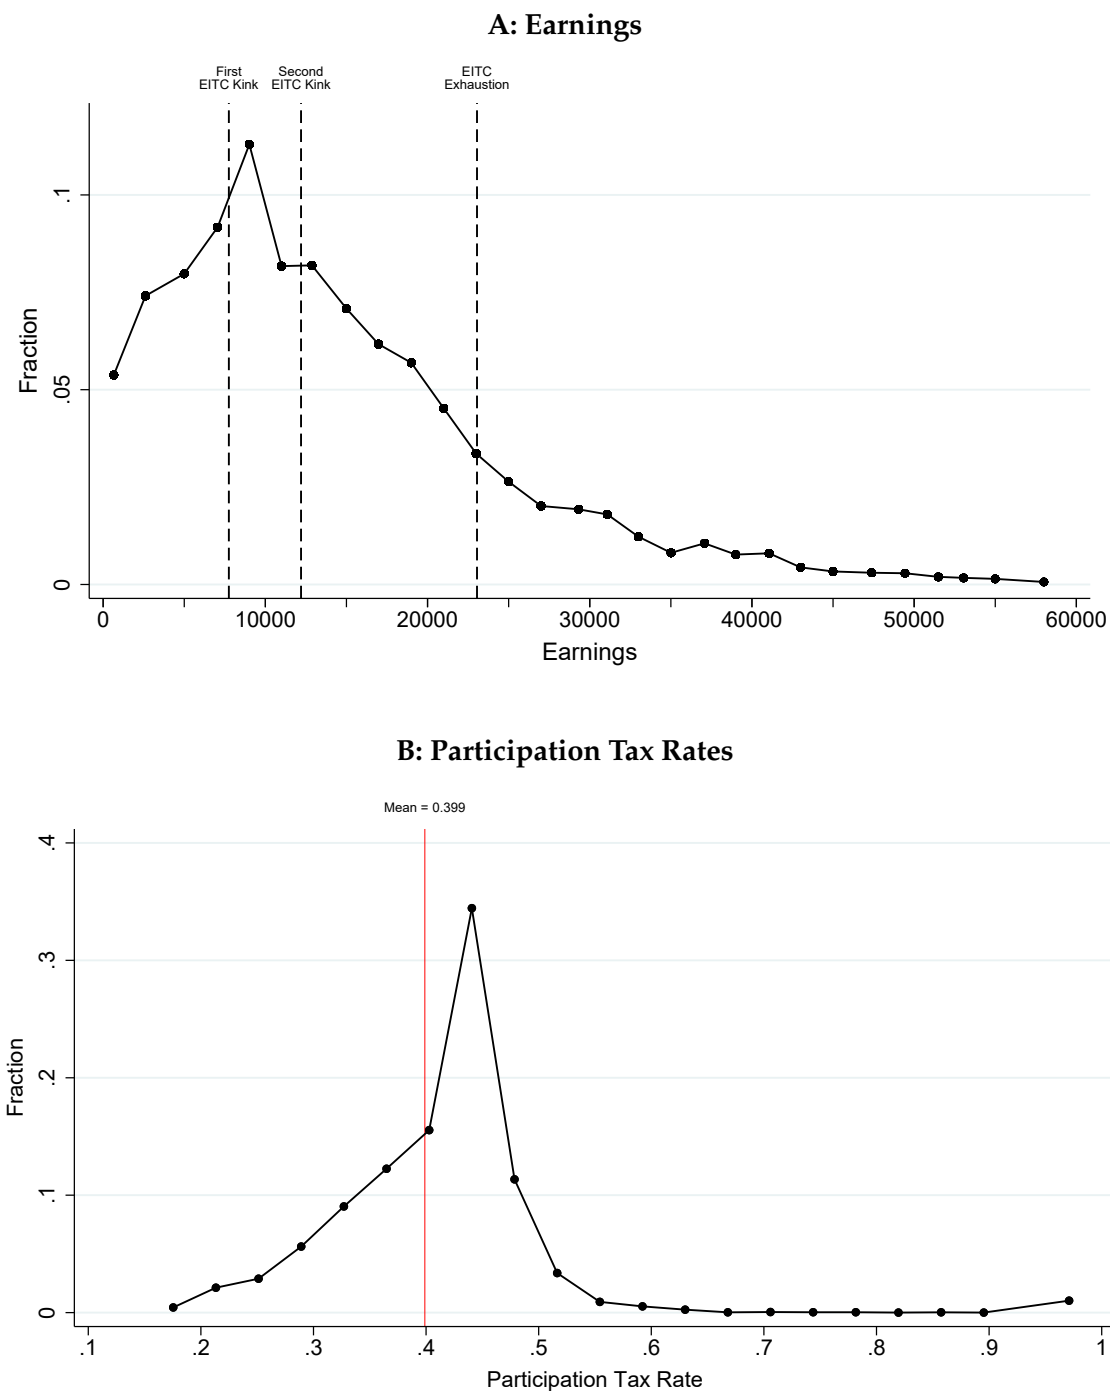 A: Earnings
First Second EITC
EITC Kink EITC Kink Exhaustion
.1
.05
0
Fraction
0 10000 20000 30000 40000 50000 60000
Earnings
B: Participation Tax Rates
Mean = 0.399
.4
.3
.2
.1
0
Fraction
.1 .2 .3 .4 .5 .6 .7 .8 .9 1
Participation Tax Rate